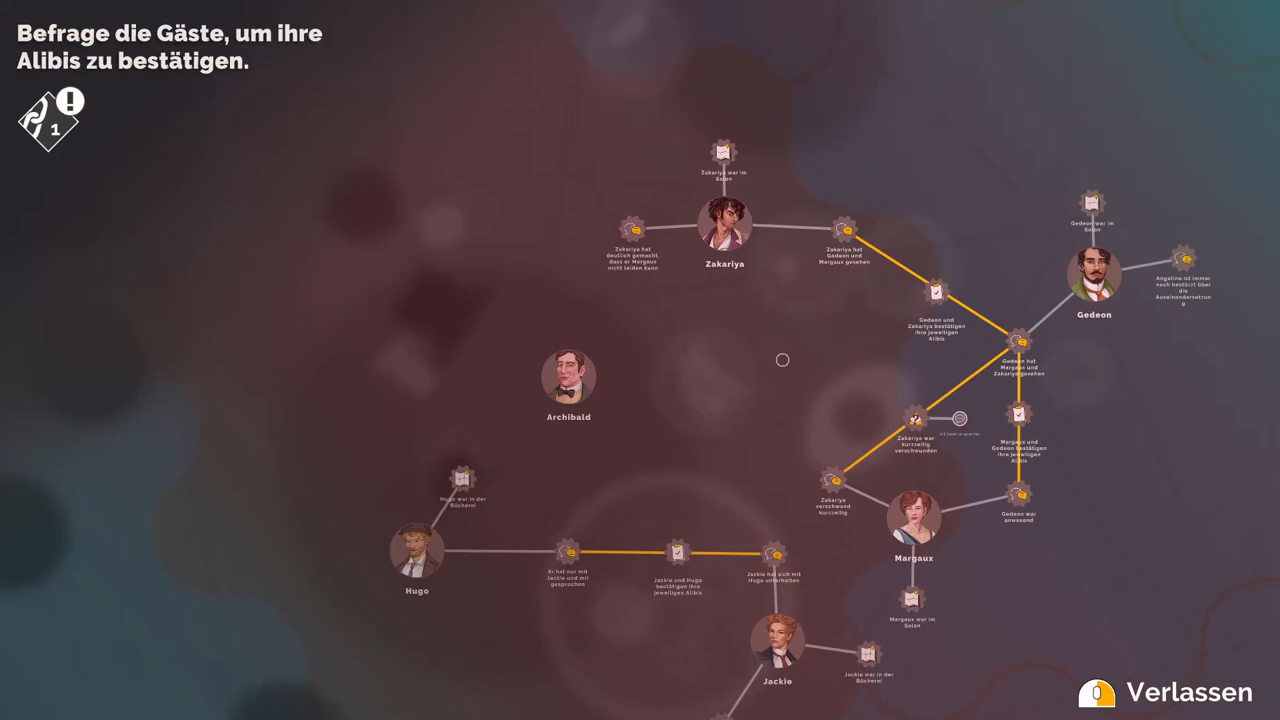 Befrage die Gäste, um ihre
Alibis zu bestätigen.
1
Zakariya war im
Salon
Zakariya hat
deutlich gemacht,
dass er Margaux
nicht leiden kann
Zakariya
Zakariya hat
Gedeon und
Margaux gesehen
Gedeon war im
Salon
Gedeon
Angeline ist immer
noch bestürzt über
die
Auseinandersetzun
g
Gedeon und
Zakariya bestätigen
ihre jeweiligen
Alibis
Gedeon hat
Margaux und
Zakariya gesehen
Archibald
Zakariya war
kurzzeitig
verschwunden
Margaux und
Gedeon bestätigen
ihre jeweiligen
Alibis
Zakariya
verschwand
kurzzeitig
Gedeon war
anwesend
Margaux
Margaux war im
Salon
Hugo war in der
Bücherei
Hugo
Er hat nur mit
Jackie und mir
gesprochen
Jackie und Hugo
bestätigen ihre
jeweiligen Alibis
Jackie hat sich mit
Hugo unterhalten
Jackie
Jackie war in der
Bücherei
Verlassen